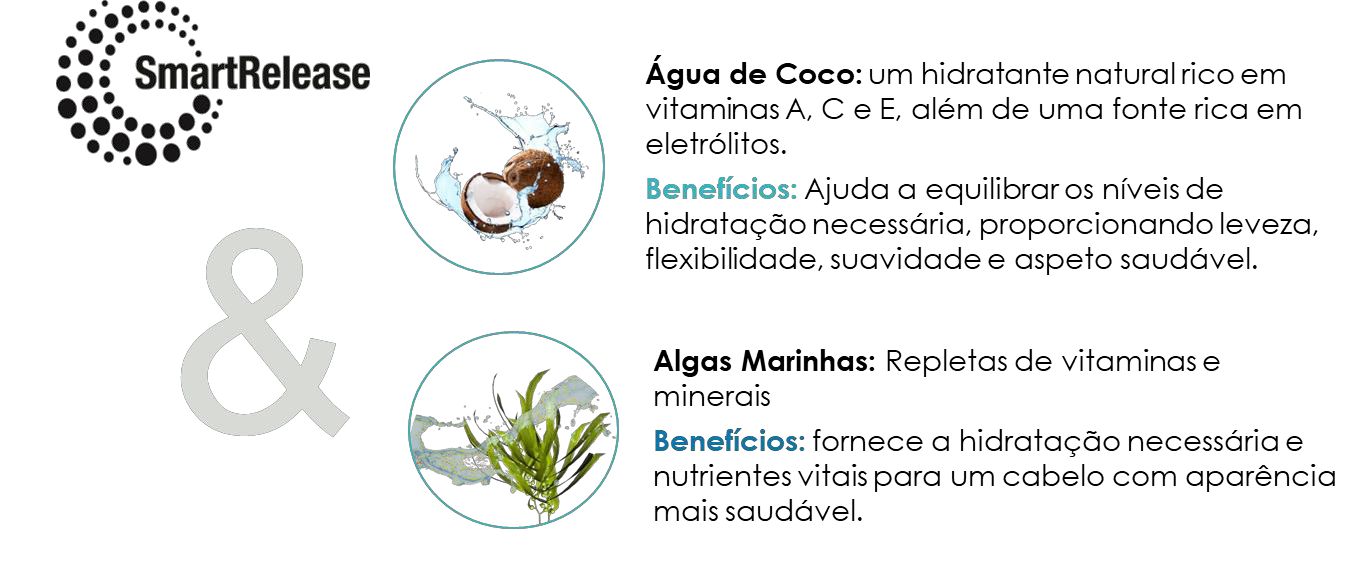 SmartRelease
Água de Coco: um hidratante natural rico em
vitaminas A, C e E, além de uma fonte rica em
eletrólitos.
Benefícios: Ajuda a equilibrar os níveis de
hidratação necessária, proporcionando leveza,
flexibilidade, suavidade e aspeto saudável.
&
Algas Marinhas: Repletas de vitaminas e
minerais
Benefícios: fornece a hidratação necessária e
nutrientes vitais para um cabelo com aparência
mais saudável.